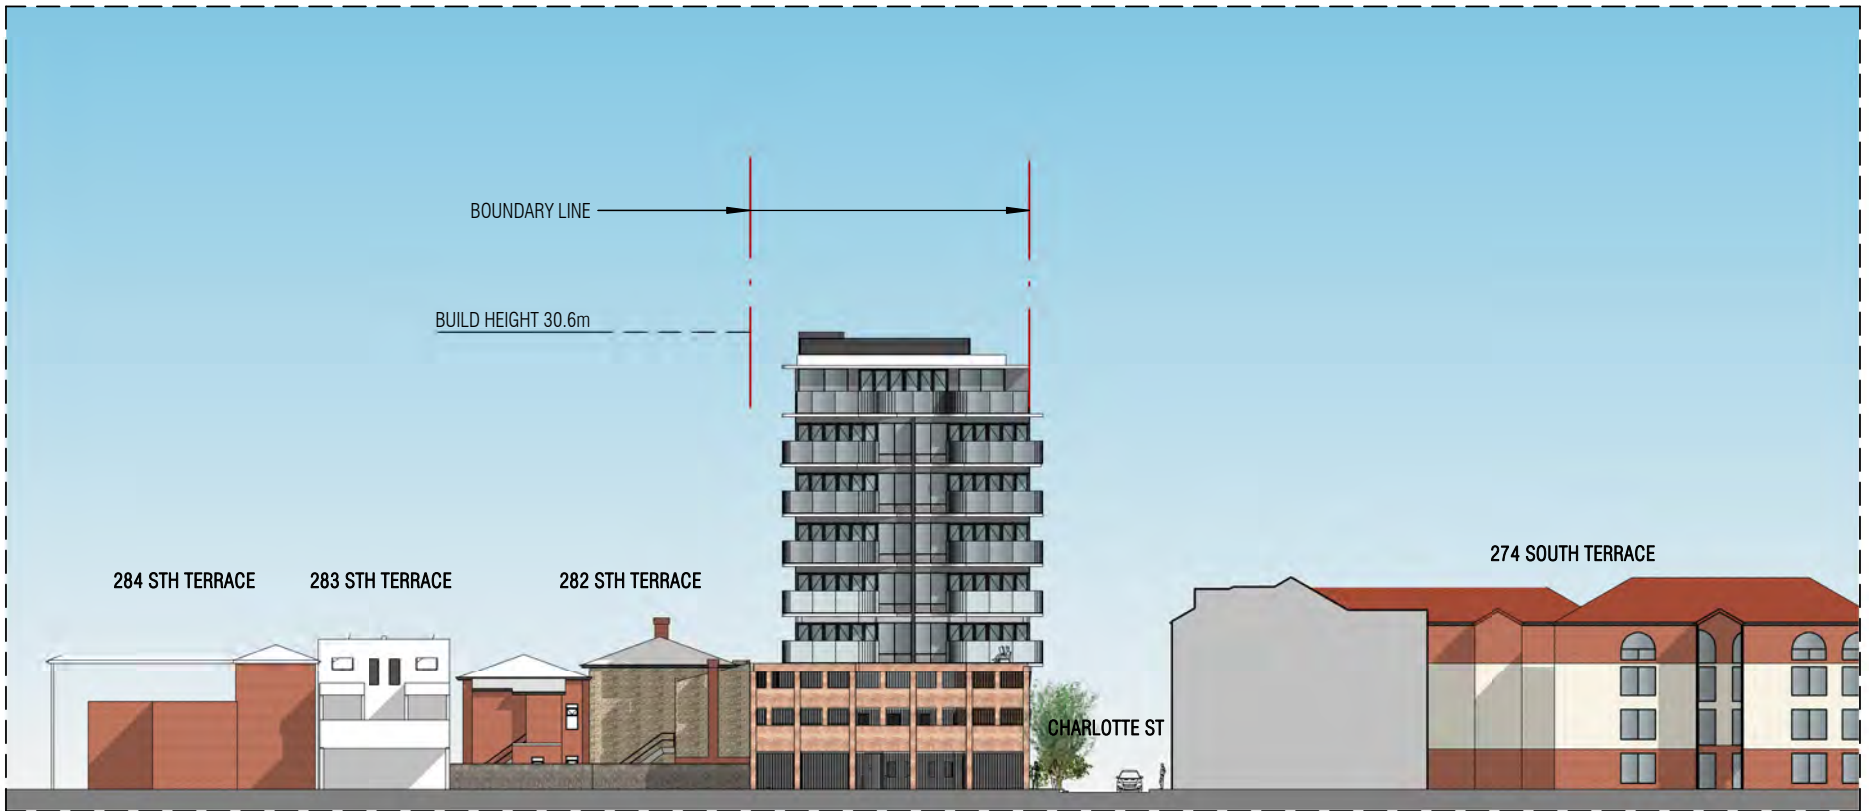 BOUNDARY LINE
BUILD HEIGHT 30.6m
274 SOUTH TERRACE
284 STH TERRACE
283 STH TERRACE
282 STH TERRACE
CHARLOTTE ST